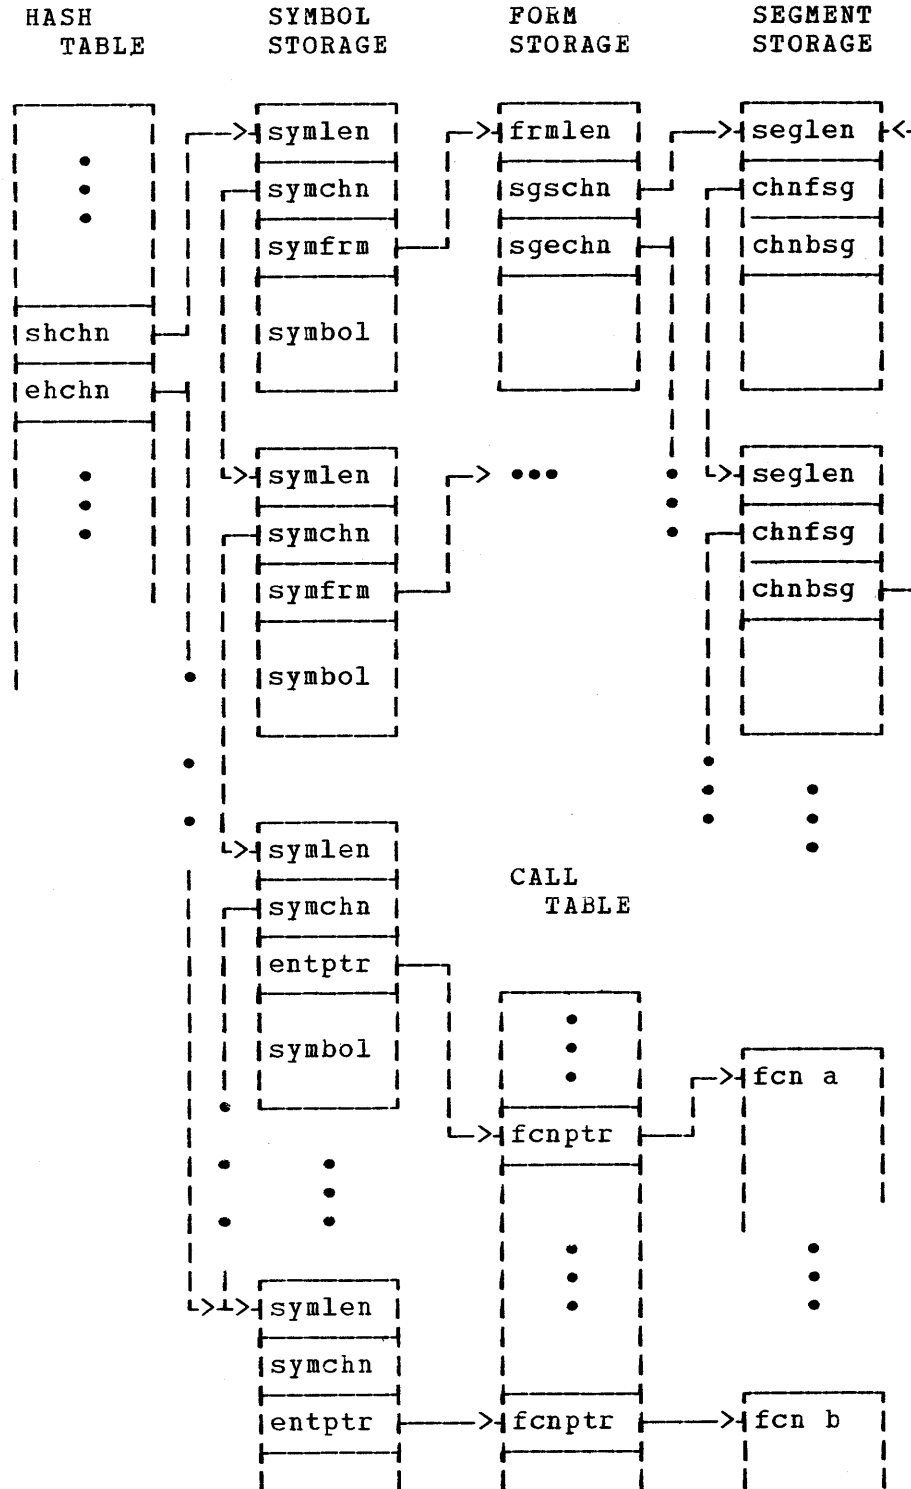 HASH TABLE
SYMBOL STORAGE
FORM STORAGE
SEGMENT STORAGE
shchn
ehchn
symlen
symchn
symfrm
symbol
symlen
symchn
symfrm
symbol
symlen
symchn
entptr
symbol
symlen
symchn
entptr
frmlen
sgschn
sgechn
seglen
chnfsg
chnbsg
seglen
chnfsg
chnbsg
CALL TABLE
fcnptr
fcnptr
fcn a
fcn b